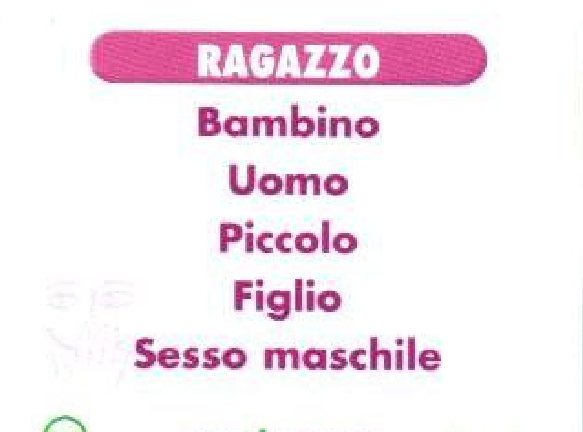 RAGAZZO
Bambino
Uomo
Piccolo
Figlio
Sesso maschile